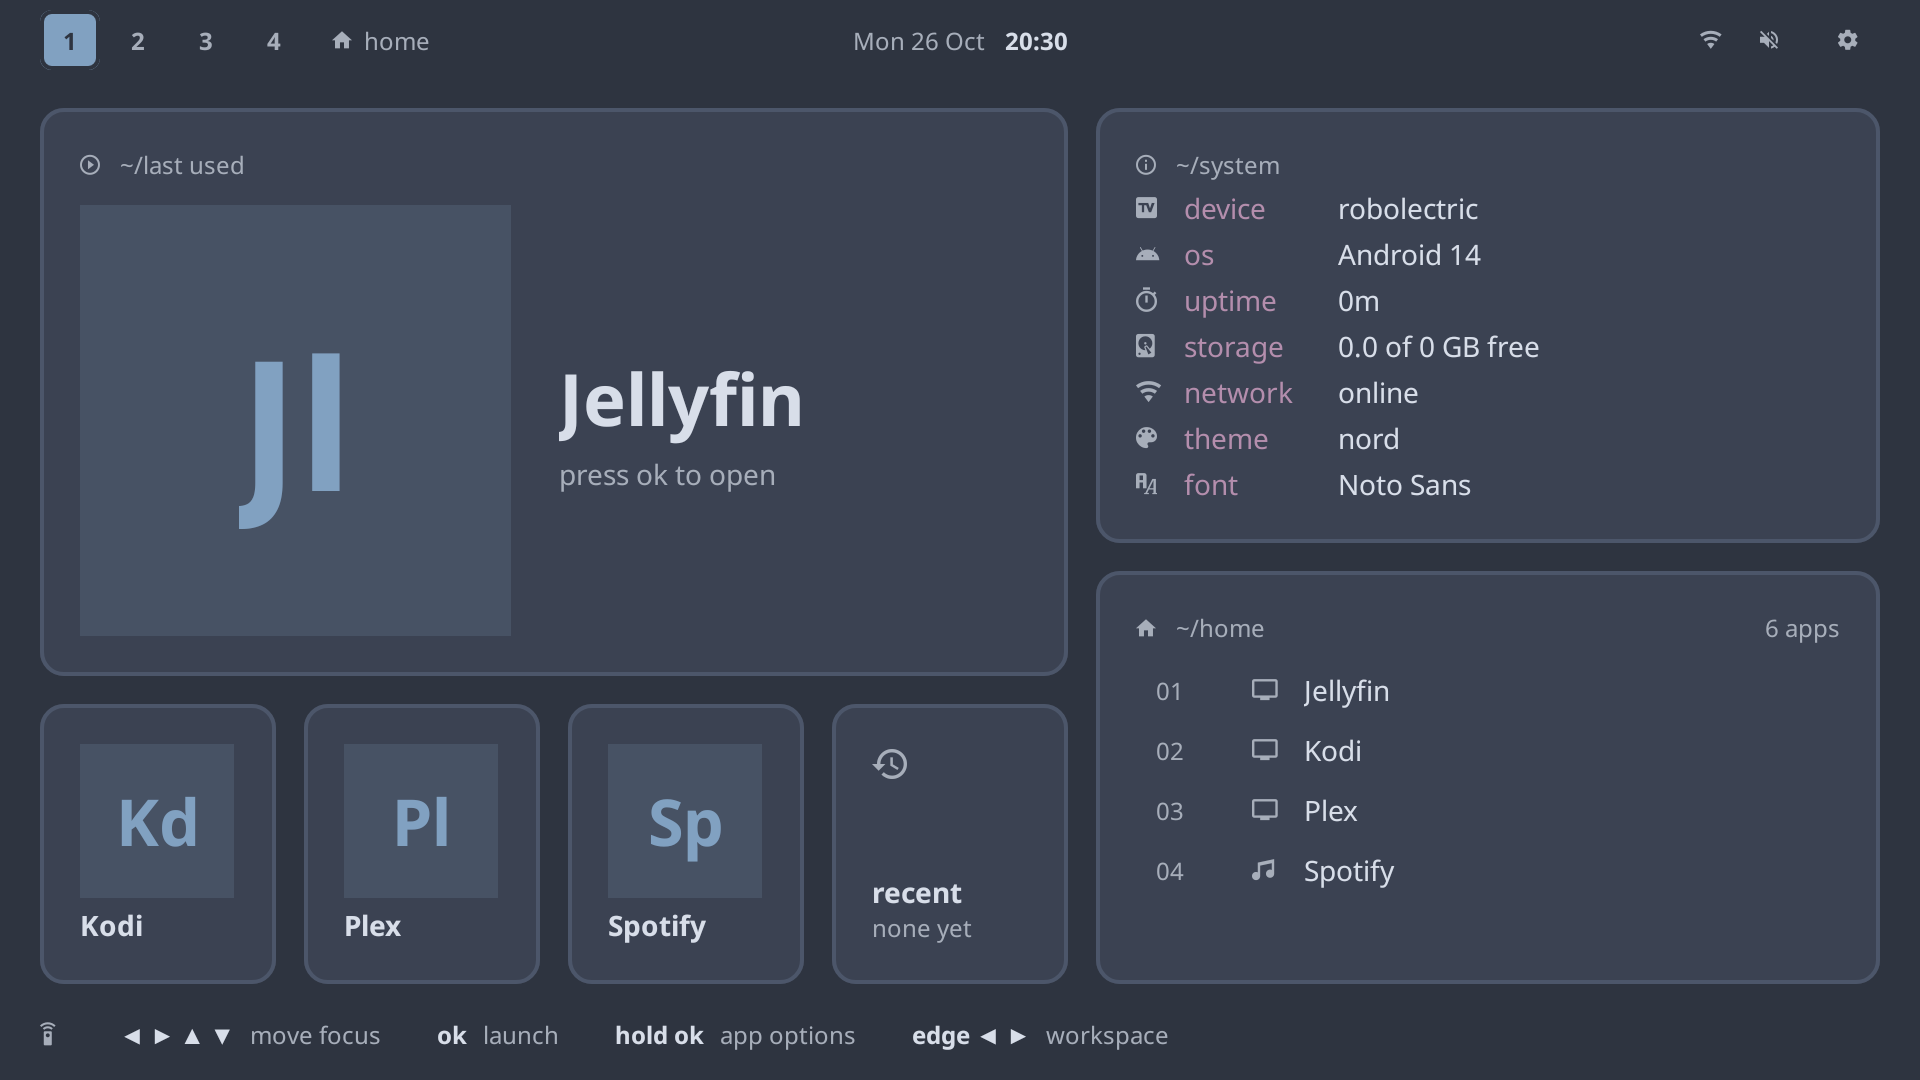 1 2 3 4 home Mon 26 Oct 20:30
~/last used
Jl
Jellyfin
press ok to open
~/system
TV device robolectric
os Android 14
uptime 0m
storage 0.0 of 0 GB free
network online
theme nord
font Noto Sans
Kd
Kodi
Pl
Plex
Sp
Spotify
recent
none yet
~/home 6 apps
01 Jellyfin
02 Kodi
03 Plex
04 Spotify
◀ ▶ ▲ ▼ move focus ok launch hold ok app options edge ◀ ▶ workspace